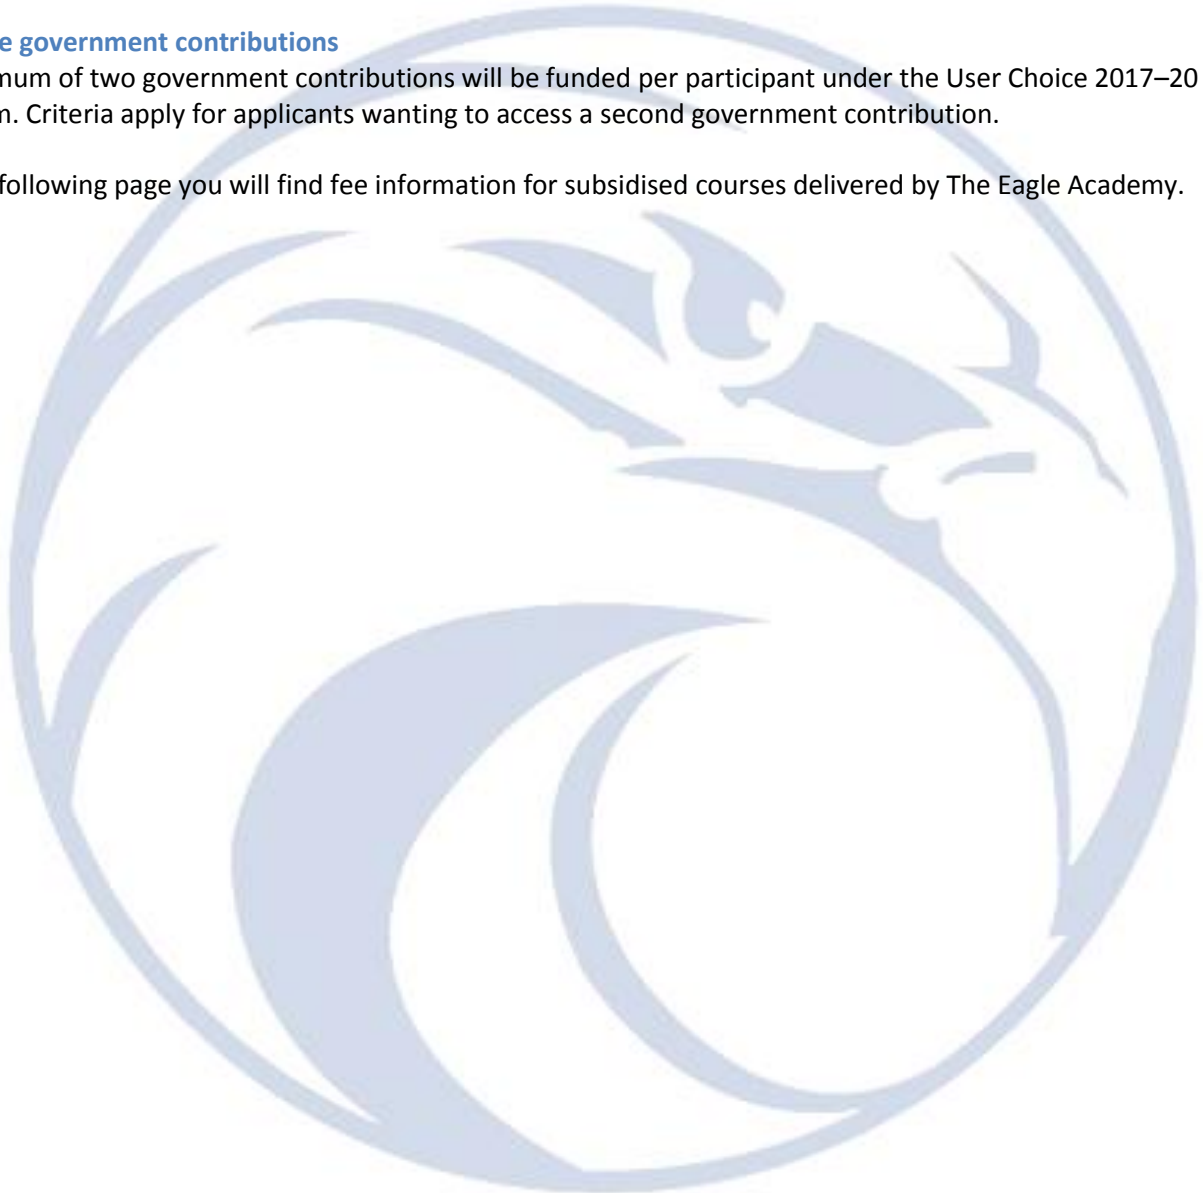 e government contributions
mum of two government contributions will be funded per participant under the User Choice 2017–20
n. Criteria apply for applicants wanting to access a second government contribution.
following page you will find fee information for subsidised courses delivered by The Eagle Academy.